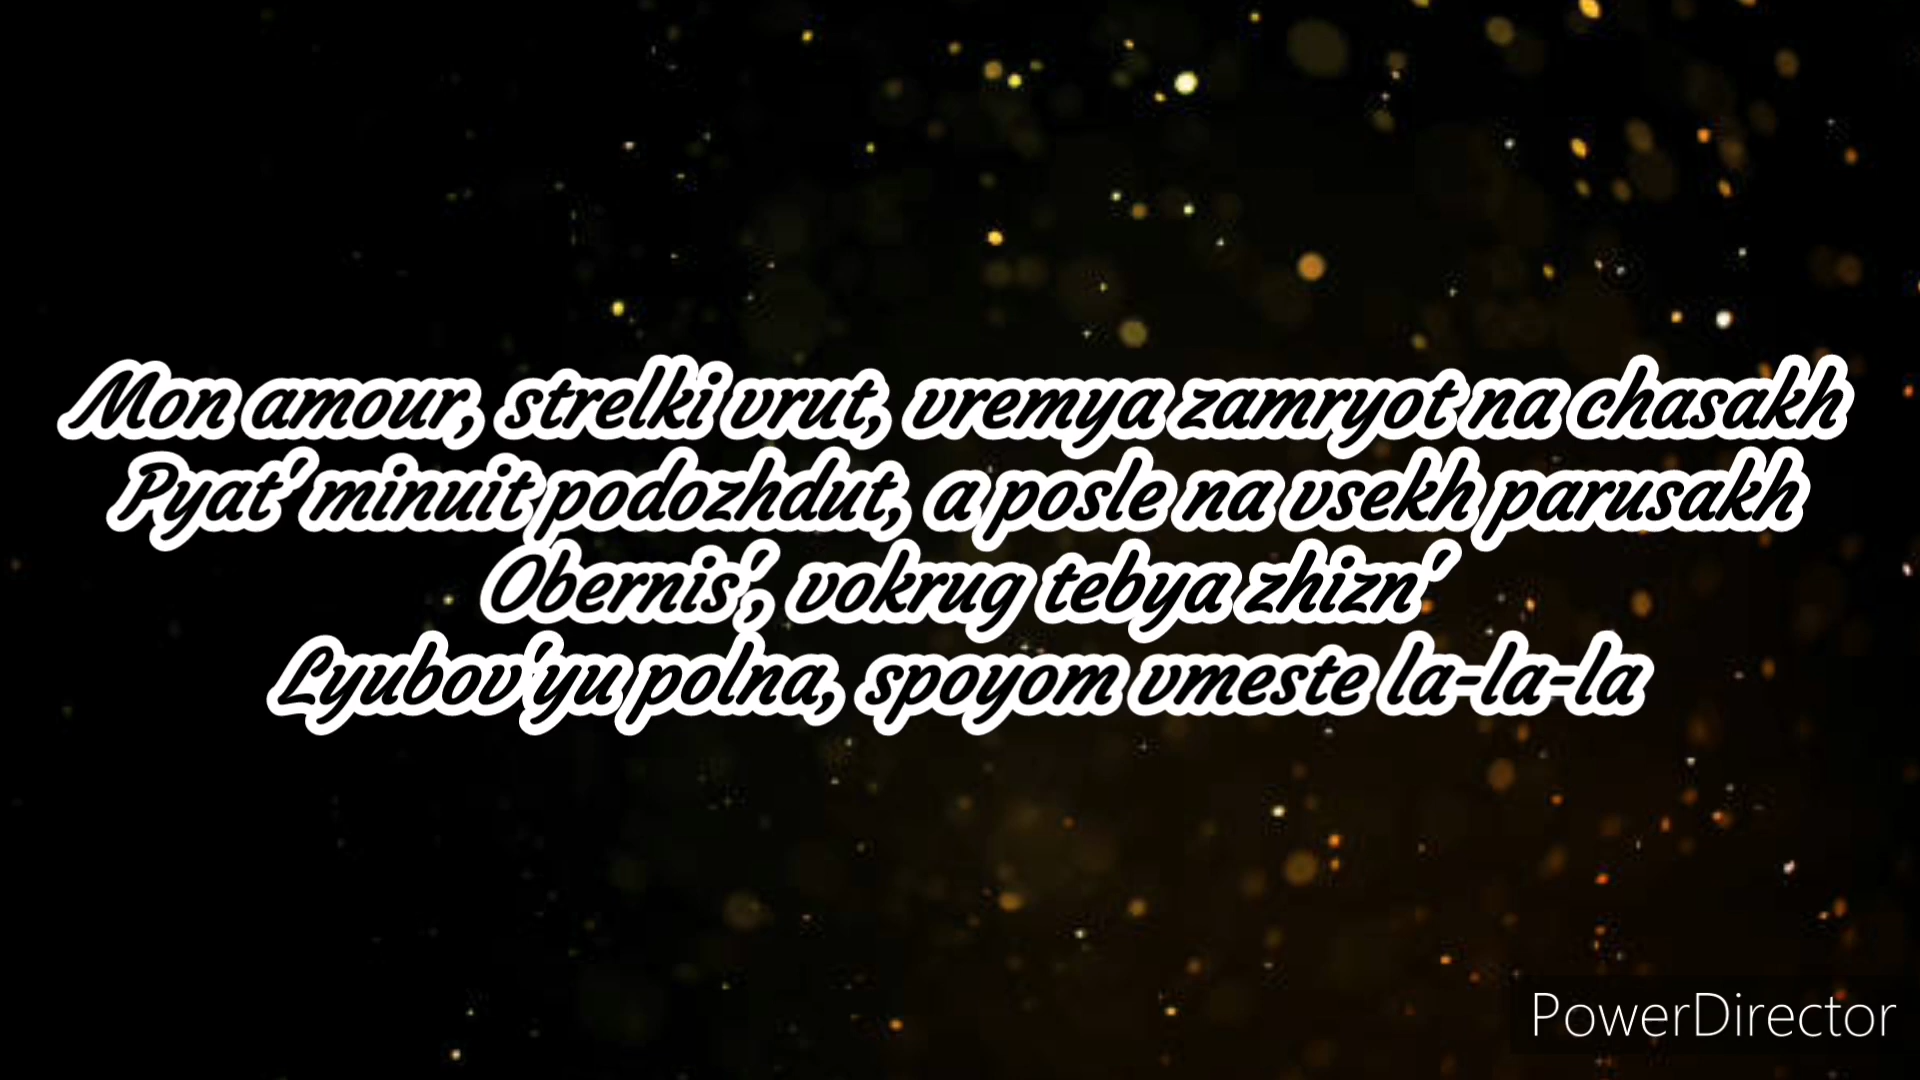 Mon amour, strelki vrut, vremya zamryot na chasakh
Pyat' minuit podozhdut, a posle na vsekh parusakh
Obernis', vokrug tebya zhizn'
Lyubov'yu polna, spoyom vmeste la-la-la
PowerDirector